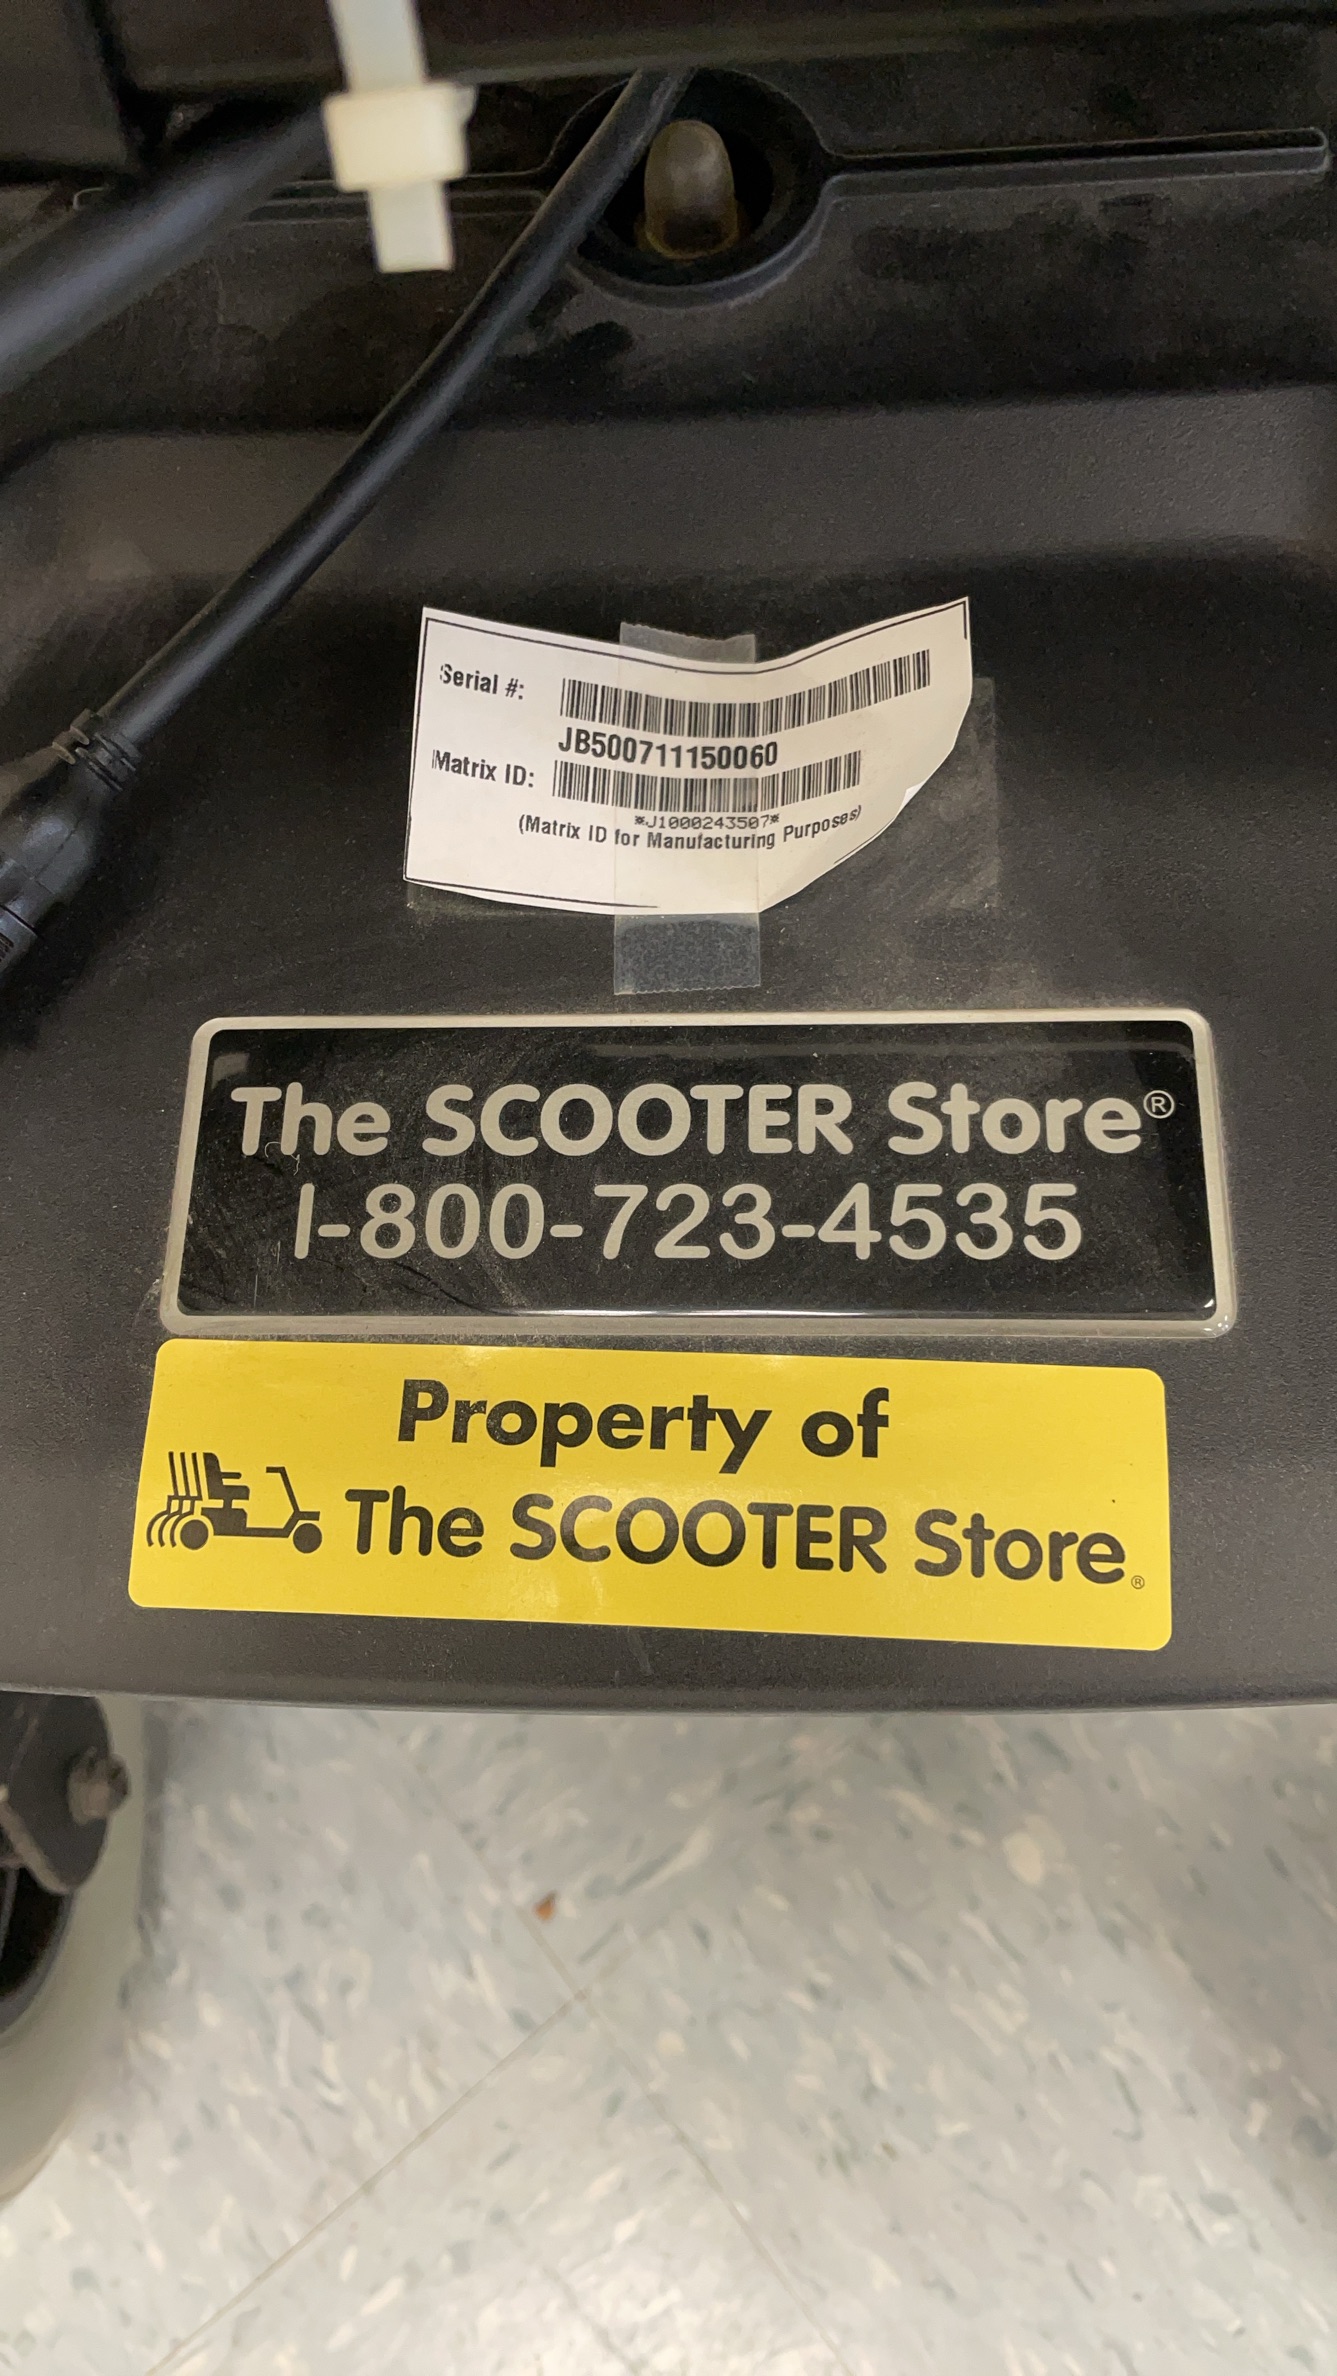 Serial #:
JB500711150060
Matrix ID:
*J1000243507*
(Matrix ID for Manufacturing Purposes)
The SCOOTER Store®
1-800-723-4535
Property of
The SCOOTER Store®